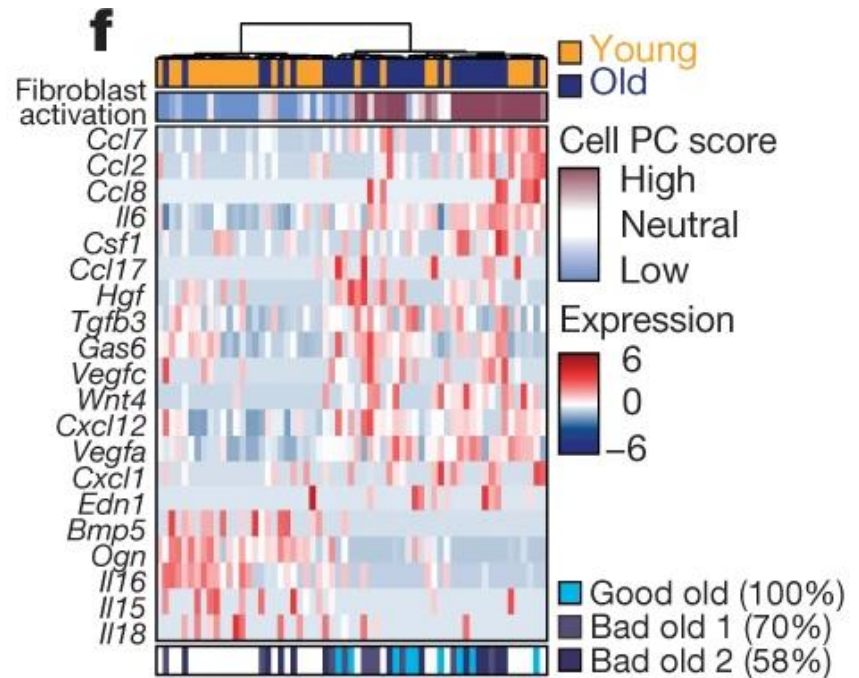 f
Young
Old
Fibroblast
activation
Ccl7
Ccl2
Ccl8
Il6
Csf1
Ccl17
Hgf
Tgfb3
Gas6
Vegfc
Wnt4
Cxcl12
Vegfa
Cxcl1
Edn1
Bmp5
Ogn
Il16
Il15
Il18
Cell PC score
High
Neutral
Low
Expression
6
0
−6
Good old (100%)
Bad old 1 (70%)
Bad old 2 (58%)